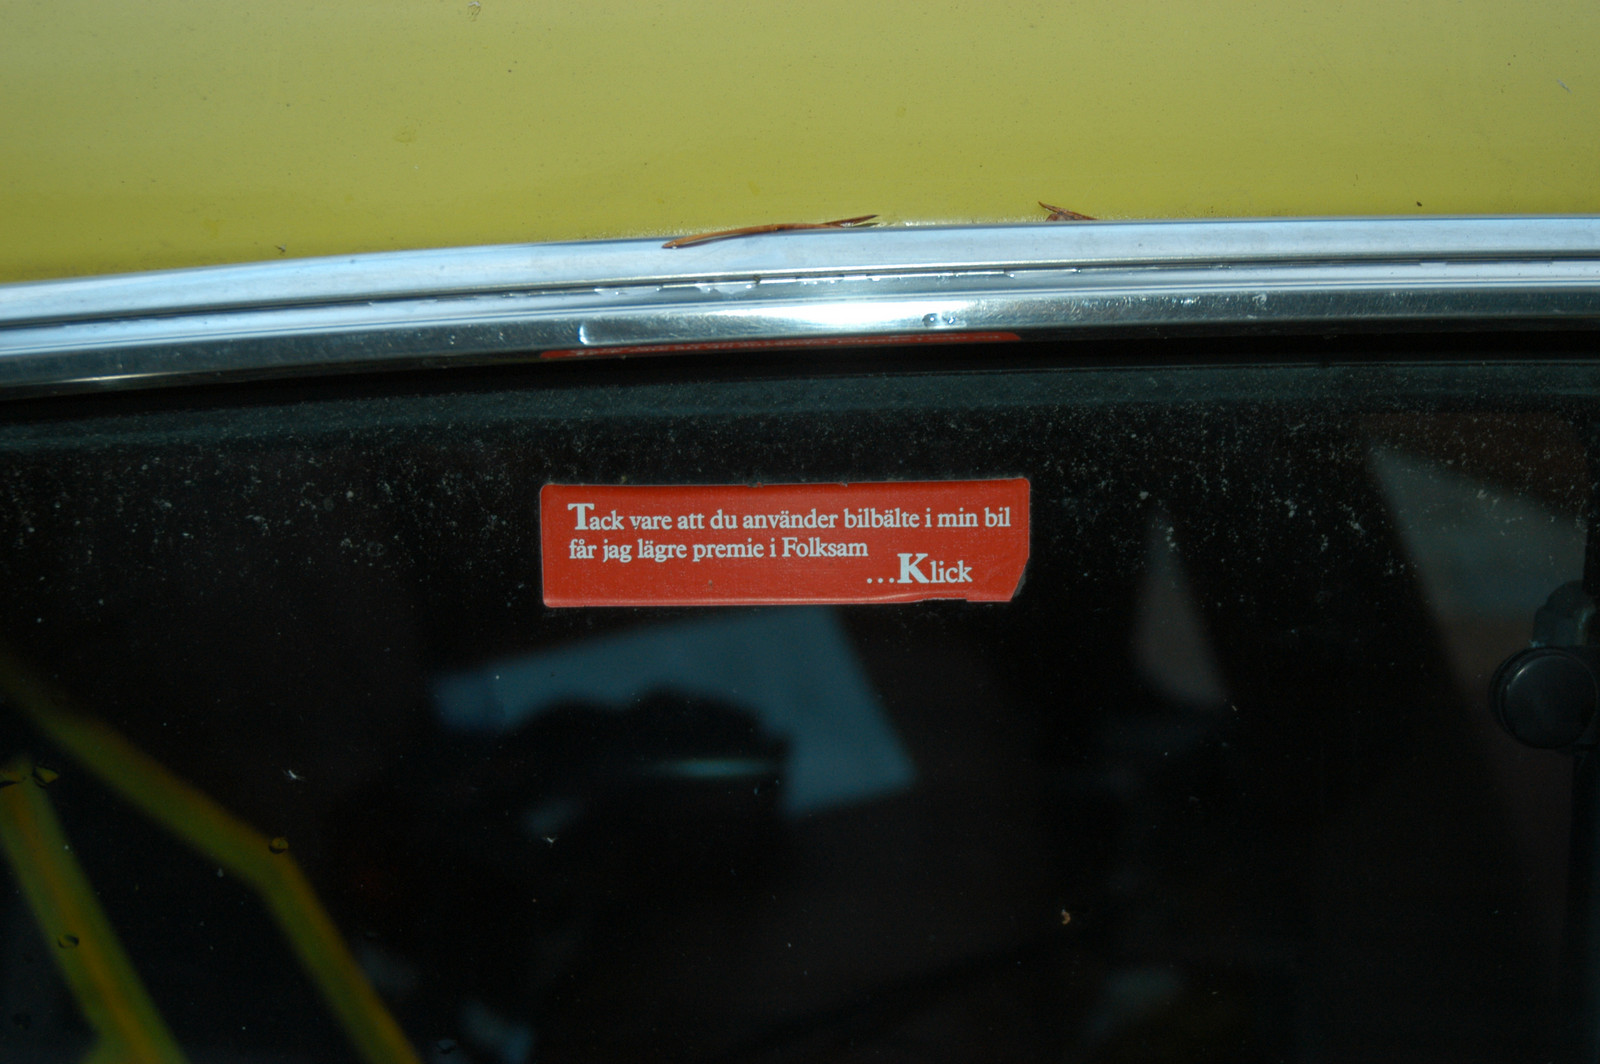 Tack vare att du använder bilbälte i min bil
får jag lägre premie i Folksam
...Klick